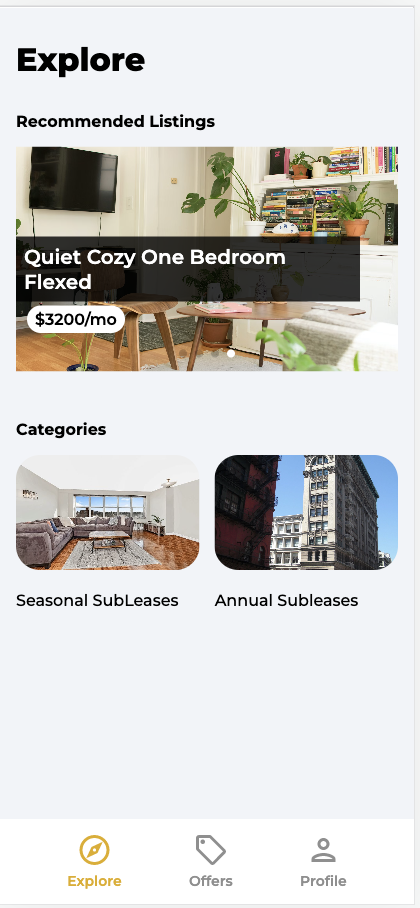 Explore
Recommended Listings
Quiet Cozy One Bedroom
Flexed
$3200/mo
Categories
Seasonal SubLeases
Annual Subleases
Explore
Offers
Profile